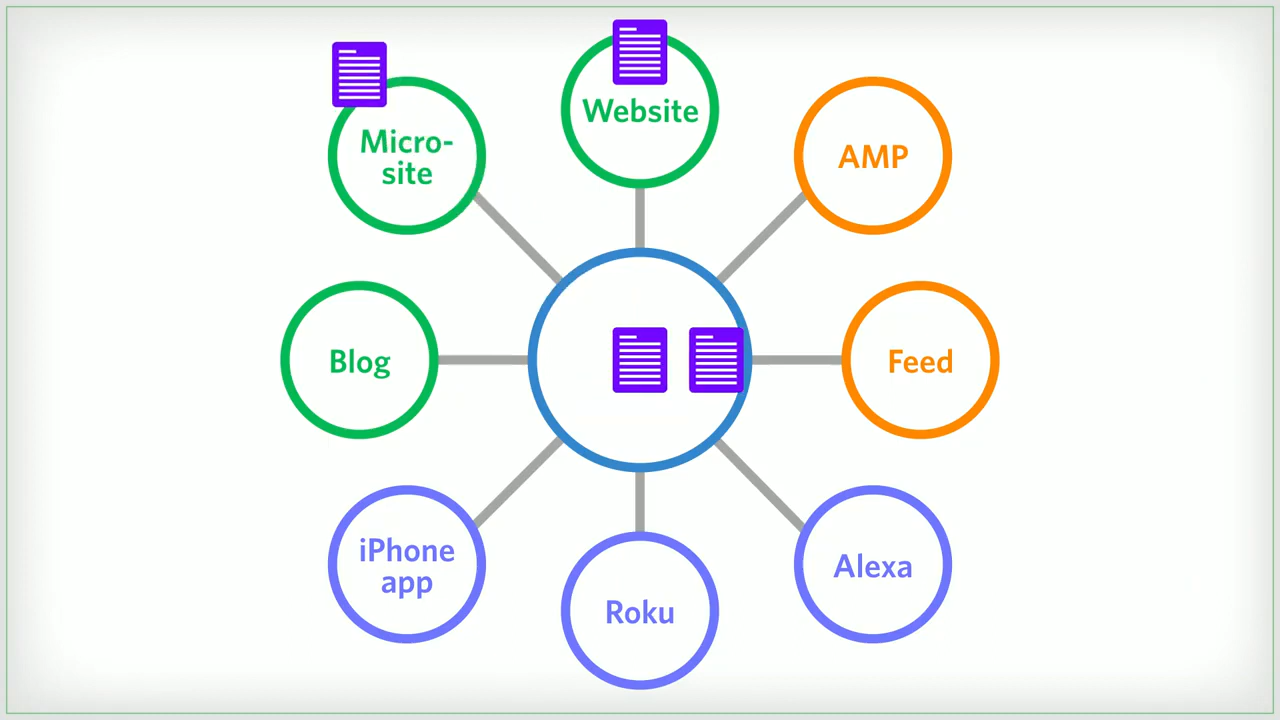 Website
Micro-
site
AMP
Blog
Feed
iPhone
app
Roku
Alexa